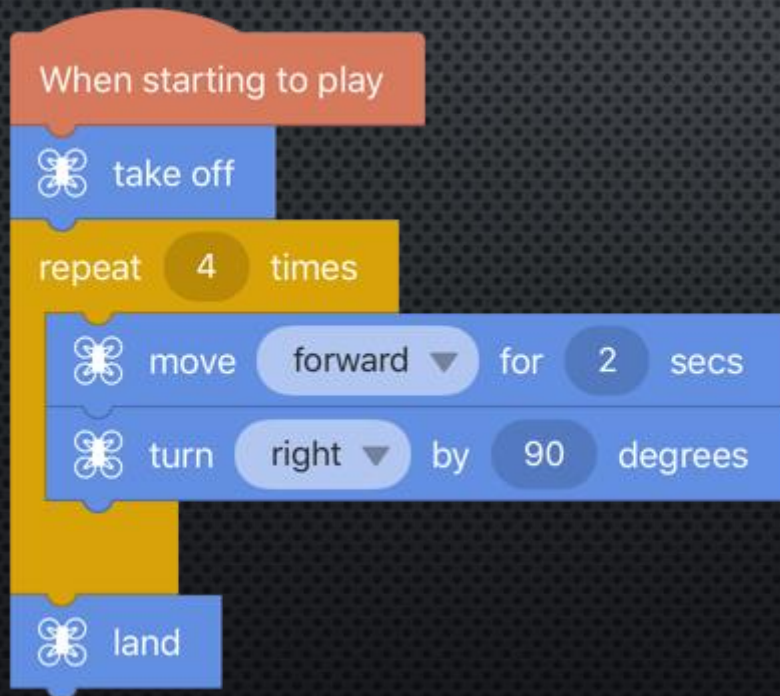 When starting to play
take off
repeat 4 times
move forward for 2 secs
turn right by 90 degrees
land